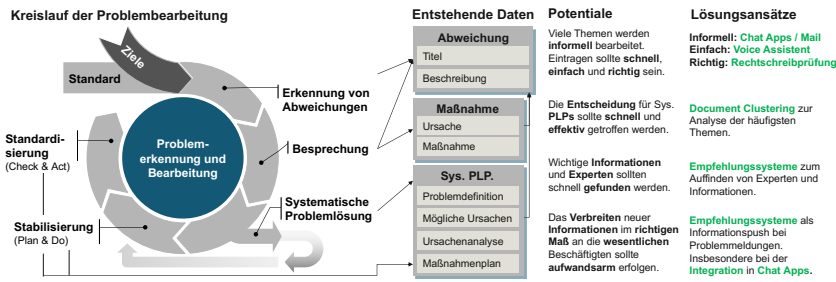 Kreislauf der Problembearbeitung
Ziele
Standard
Problem-
erkennung und
Bearbeitung
Erkennung von
Abweichungen
Besprechung
Systematische
Problemlösung
Standardi-
sierung
(Check & Act)
Stabilisierung
(Plan & Do)
Entstehende Daten
Abweichung
Titel
Beschreibung
Maßnahme
Ursache
Maßnahme
Sys. PLP.
Problemdefinition
Mögliche Ursachen
Ursachenanalyse
Maßnahmenplan
Potentiale
Viele Themen werden
informell bearbeitet.
Eintragen sollte schnell,
einfach und richtig sein.
Die Entscheidung für Sys.
PLPs sollte schnell und
effektiv getroffen werden.
Wichtige Informationen
und Experten sollten
schnell gefunden werden.
Das Verbreiten neuer
Informationen im richtigen
Maß an die wesentlichen
Beschäftigten sollte
aufwandsarm erfolgen.
Lösungsansätze
Informell: Chat Apps / Mail
Einfach: Voice Assistent
Richtig: Rechtschreibprüfung
Document Clustering zur
Analyse der häufigsten
Themen.
Empfehlungssysteme zum
Auffinden von Experten und
Informationen.
Empfehlungssysteme als
Informationspush bei
Problemmeldungen.
Insbesondere bei der
Integration in Chat Apps.